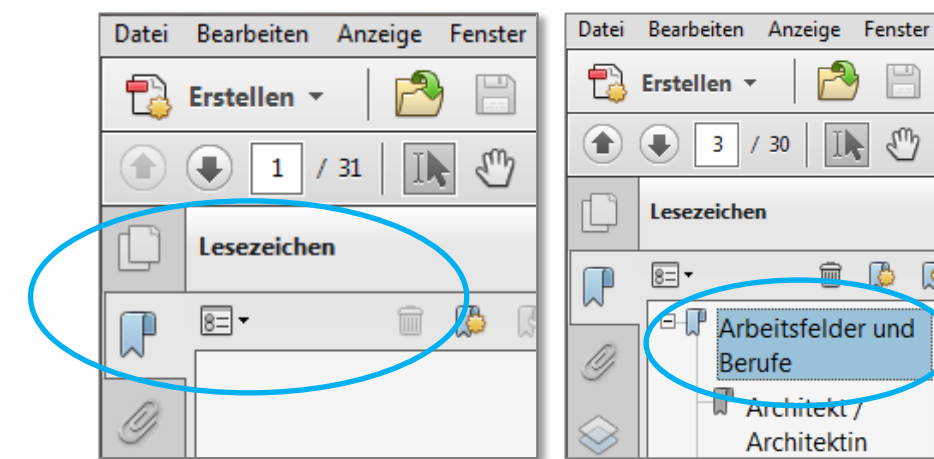 Datei Bearbeiten Anzeige Fenster
Erstellen
1 / 31
Lesezeichen
Datei Bearbeiten Anzeige Fenster
Erstellen
3 / 30
Lesezeichen
Arbeitsfelder und
Berufe
Architekt /
Architektin